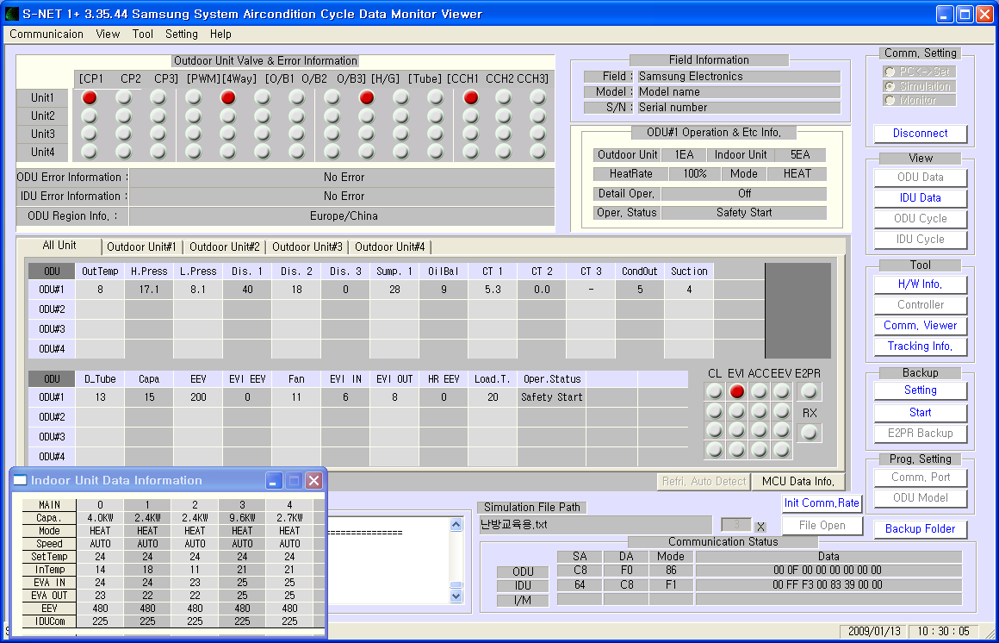 S-NET 1+ 3.35.44 Samsung System Aircondition Cycle Data Monitor Viewer
Communicaion View Tool Setting Help
Outdoor Unit Valve & Error Information
[CP1 CP2 CP3] [PWM] [4Way] [O/B1 O/B2 O/B3] [H/G] [Tube] [CCH1 CCH2 CCH3]
Unit1
Unit2
Unit3
Unit4
ODU Error Information : No Error
IDU Error Information : No Error
ODU Region Info. : Europe/China
Field Information
Field : Samsung Electronics
Model : Model name
S/N : Serial number
ODU#1 Operation & Etc Info.
Outdoor Unit 1EA Indoor Unit 5EA
HeatRate 100% Mode HEAT
Detail Oper. Off
Oper. Status Safety Start
Comm. Setting
PC<->Set
Simulation
Monitor
Disconnect
View
ODU Data
IDU Data
ODU Cycle
IDU Cycle
Tool
H/W Info.
Controller
Comm. Viewer
Tracking Info.
Backup
Setting
Start
E2PR Backup
Prog. Setting
Comm. Port
ODU Model
Backup Folder
All Unit Outdoor Unit#1 Outdoor Unit#2 Outdoor Unit#3 Outdoor Unit#4
ODU OutTemp H.Press L.Press Dis. 1 Dis. 2 Dis. 3 Sump. 1 OilBal CT 1 CT 2 CT 3 CondOut Suction
ODU#1 8 17.1 8.1 40 18 0 28 9 5.3 0.0 - 5 4
ODU#2
ODU#3
ODU#4
ODU D_Tube Capa EEV EVI EEV Fan EVI IN EVI OUT HR EEV Load.T. Oper.Status
ODU#1 13 15 200 0 11 6 8 0 20 Safety Start
ODU#2
ODU#3
ODU#4
CL EVI ACC EEV E2PR
RX
Refri. Auto Detect MCU Data Info.
Indoor Unit Data Information
MAIN 0 1 2 3 4
Capa. 4.0KW 2.4KW 2.4KW 9.6KW 2.7KW
Mode HEAT HEAT HEAT HEAT HEAT
Speed AUTO AUTO AUTO AUTO AUTO
SetTemp 24 24 24 24 24
InTemp 14 18 11 21 21
EVA IN 24 24 23 25 25
EVA OUT 23 22 22 25 25
EEV 480 480 480 480 480
IDUCom 225 225 225 225 225
==============
Simulation File Path
난방교육용.txt
3 X
Init Comm.Rate
File Open
Communication Status
SA DA Mode Data
ODU C8 F0 86 00 0F 00 00 00 00 00 00
IDU 64 C8 F1 00 FF F3 00 83 39 00 00
I/M
2009/01/13 10 : 30 : 05